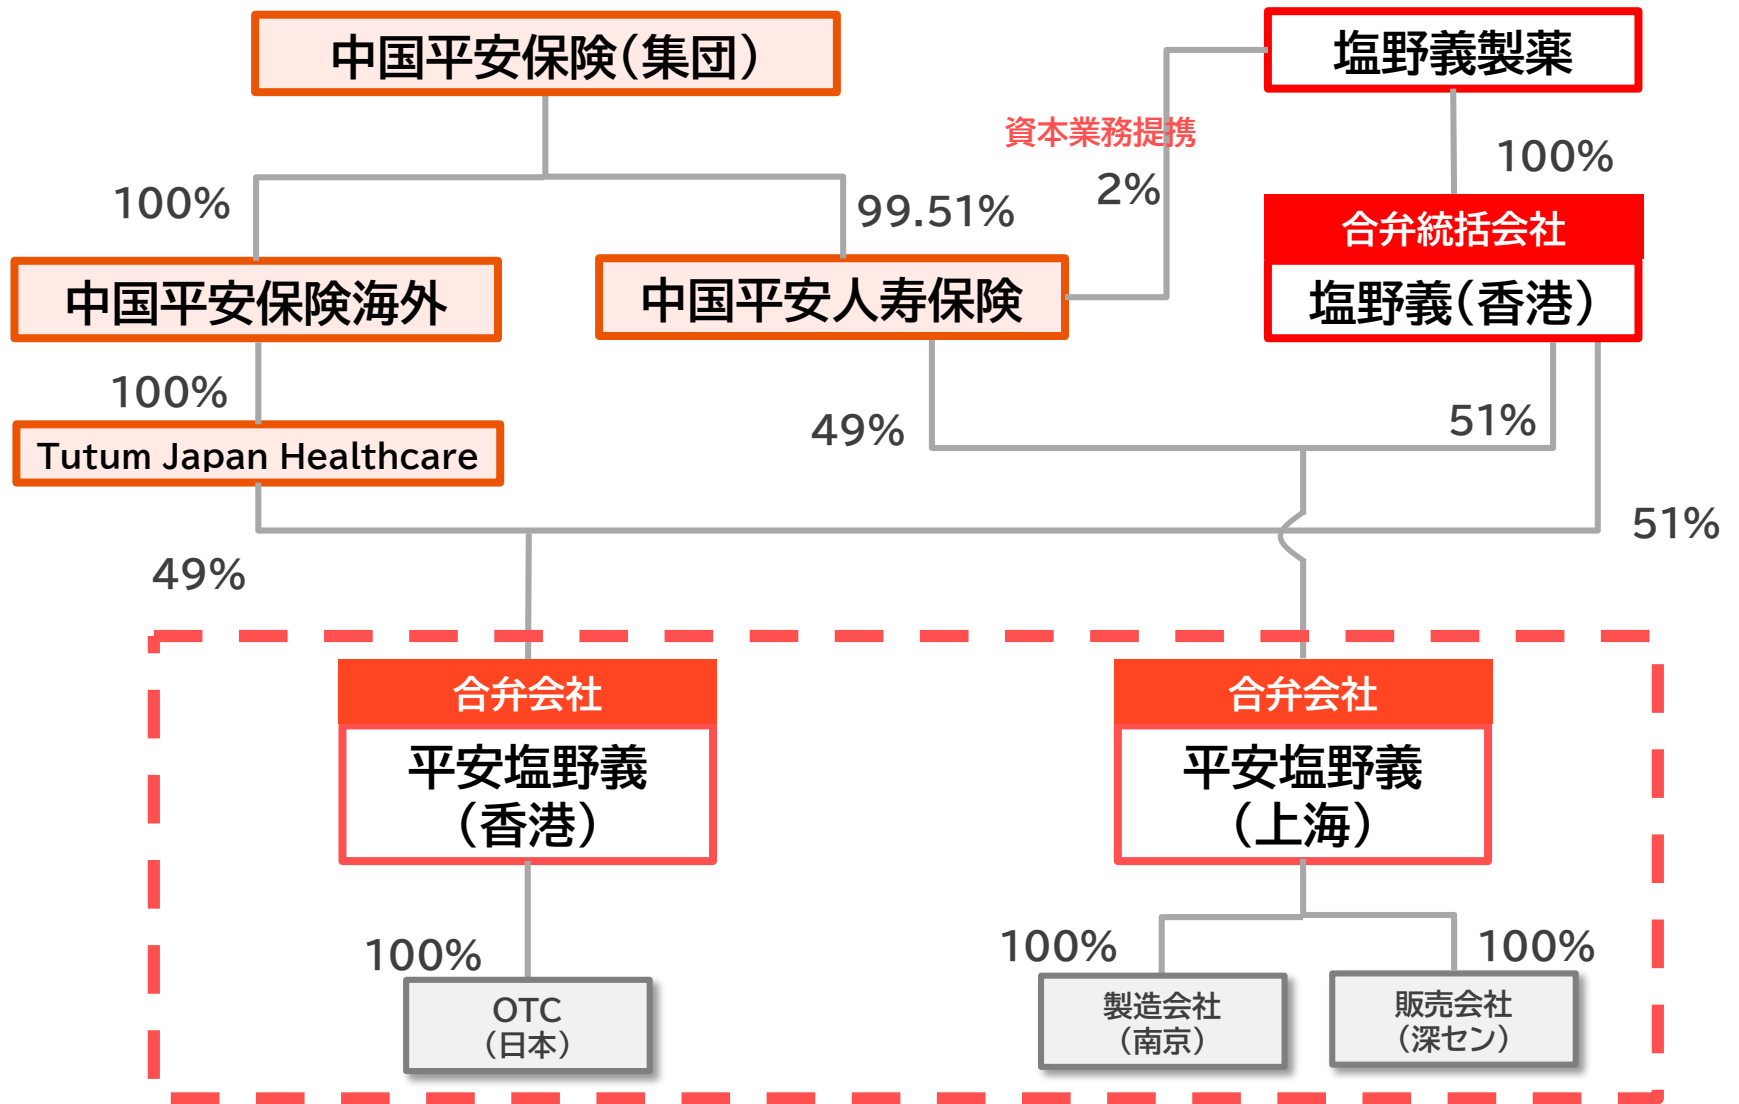 中国平安保険(集団)
塩野義製薬
資本業務提携
100%
2%
100%
99.51%
合弁統括会社
中国平安保険海外
中国平安人寿保険
塩野義(香港)
100%
49%
51%
Tutum Japan Healthcare
51%
49%
合弁会社
合弁会社
平安塩野義
(香港)
平安塩野義
(上海)
100%
100%
100%
OTC
(日本)
製造会社
(南京)
販売会社
(深セン)